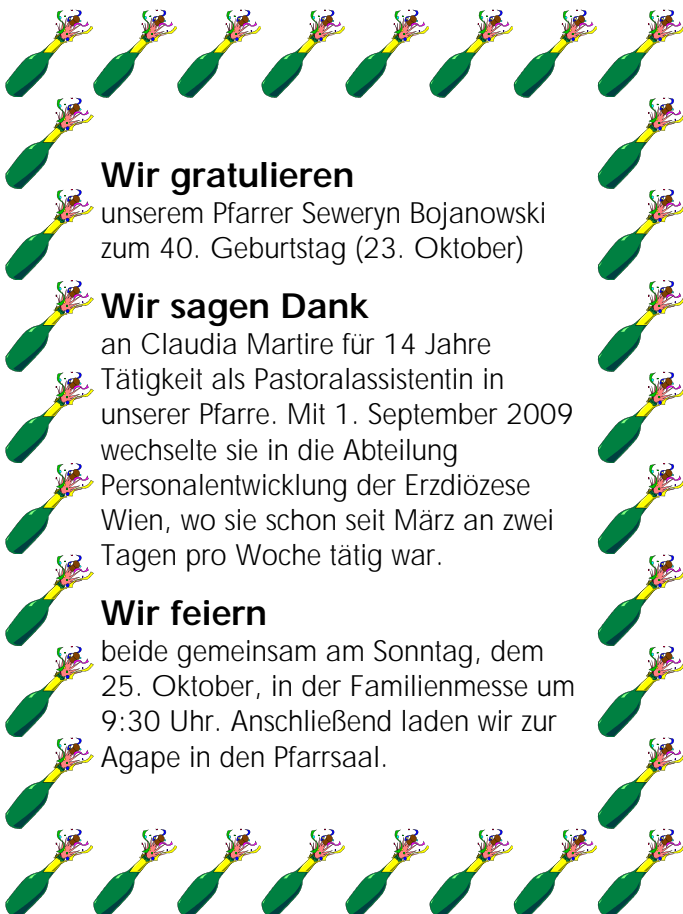 Wir gratulieren
unserem Pfarrer Seweryn Bojanowski
zum 40. Geburtstag (23. Oktober)
Wir sagen Dank
an Claudia Martire für 14 Jahre
Tätigkeit als Pastoralassistentin in
unserer Pfarre. Mit 1. September 2009
wechselte sie in die Abteilung
Personalentwicklung der Erzdiözese
Wien, wo sie schon seit März an zwei
Tagen pro Woche tätig war.
Wir feiern
beide gemeinsam am Sonntag, dem
25. Oktober, in der Familienmesse um
9:30 Uhr. Anschließend laden wir zur
Agape in den Pfarrsaal.